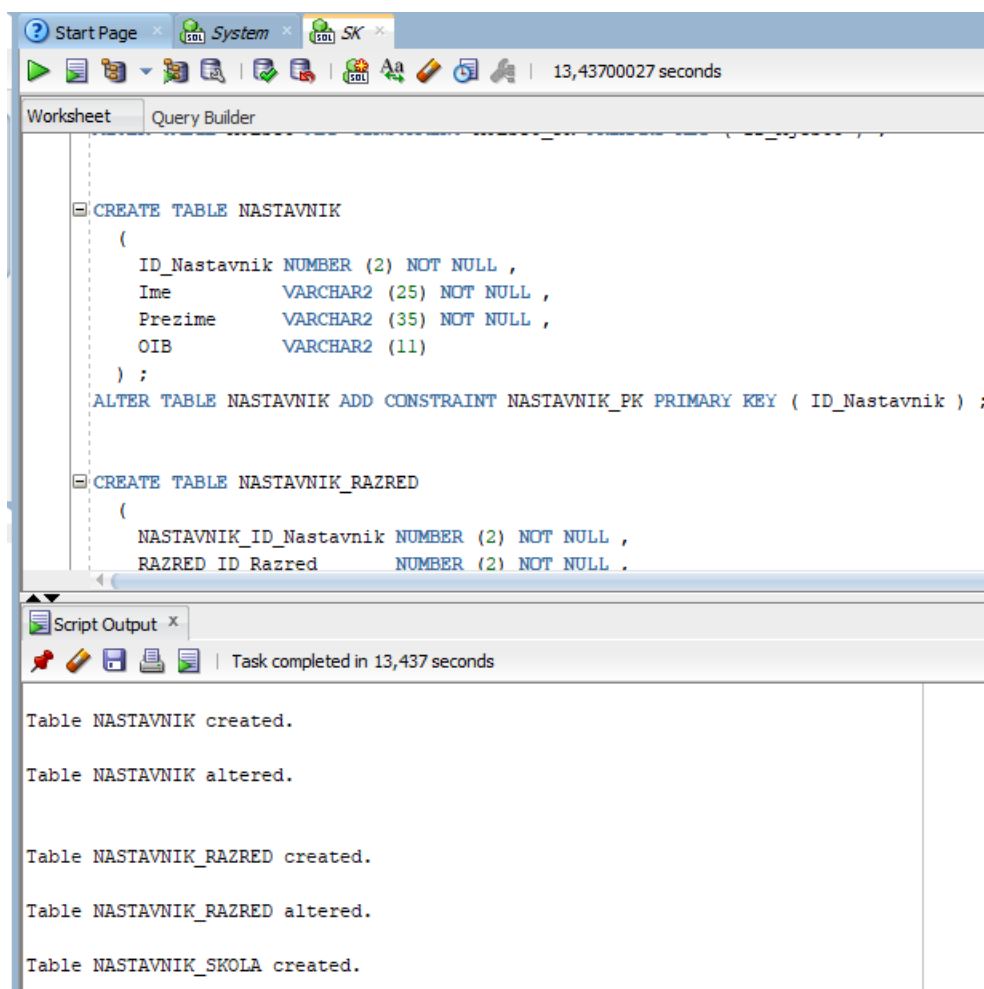 Start Page
System
SK
13,43700027 seconds
Worksheet
Query Builder
CREATE TABLE NASTAVNIK
(
ID_Nastavnik NUMBER (2) NOT NULL ,
Ime VARCHAR2 (25) NOT NULL ,
Prezime VARCHAR2 (35) NOT NULL ,
OIB VARCHAR2 (11)
) ;
ALTER TABLE NASTAVNIK ADD CONSTRAINT NASTAVNIK_PK PRIMARY KEY ( ID_Nastavnik ) ;
CREATE TABLE NASTAVNIK_RAZRED
(
NASTAVNIK_ID_Nastavnik NUMBER (2) NOT NULL ,
RAZRED_ID_Razred NUMBER (2) NOT NULL ,
Script Output
Task completed in 13,437 seconds
Table NASTAVNIK created.
Table NASTAVNIK altered.
Table NASTAVNIK_RAZRED created.
Table NASTAVNIK_RAZRED altered.
Table NASTAVNIK_SKOLA created.